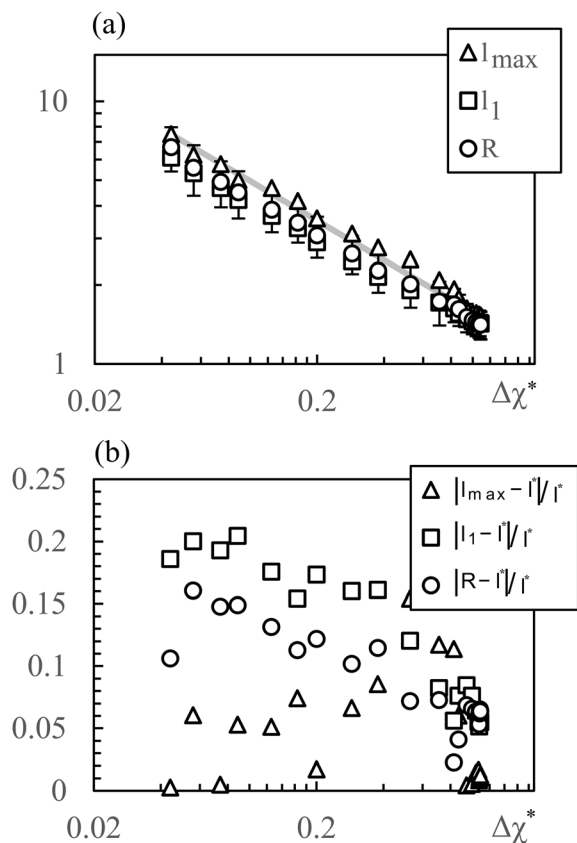 (a)
l_max
l_1
R
10
1
0.02
0.2
Δχ*
(b)
0.25
0.2
0.15
0.1
0.05
0
|l_max − l*|/l*
|l_1 − l*|/l*
|R − l*|/l*
0.02
0.2
Δχ*